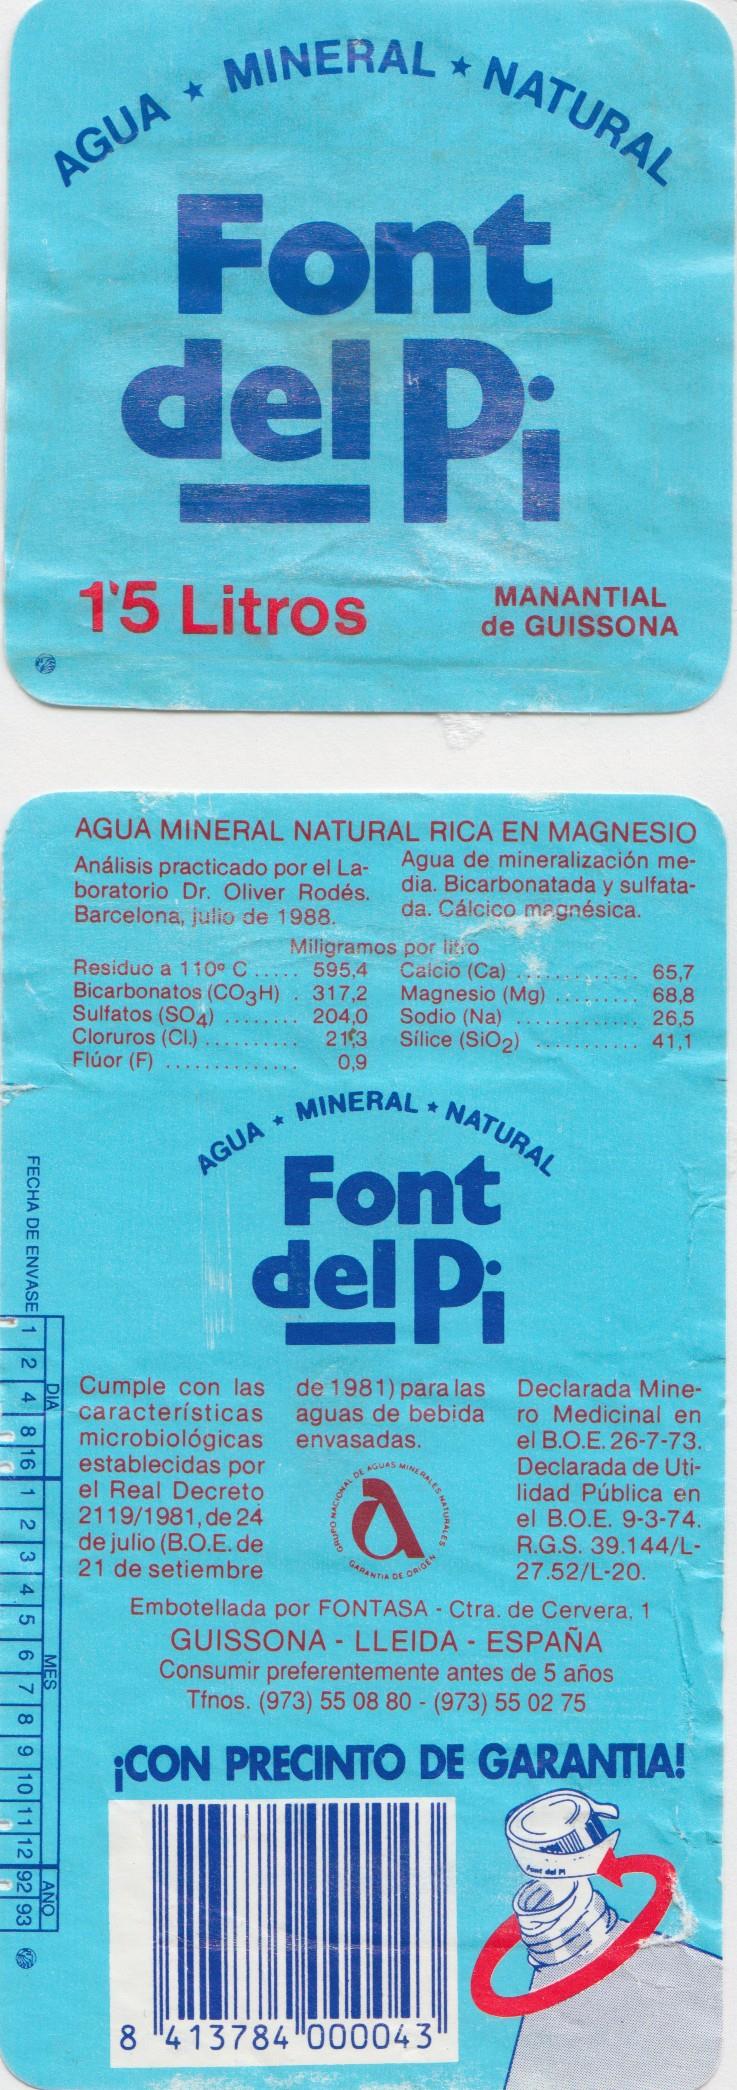 AGUA ★ MINERAL ★ NATURAL
Font
del Pi
1'5 Litros
MANANTIAL
de GUISSONA
AGUA MINERAL NATURAL RICA EN MAGNESIO
Análisis practicado por el La-
boratorio Dr. Oliver Rodés.
Barcelona, julio de 1988.
Agua de mineralización me-
dia. Bicarbonatada y sulfata-
da. Cálcico magnésica.
Miligramos por litro
Residuo a 110º C ..... 595,4
Bicarbonatos (CO3H) . 317,2
Sulfatos (SO4) ........ 204,0
Cloruros (Cl.) .......... 21,3
Flúor (F) .............. 0,9
Calcio (Ca) ............ 65,7
Magnesio (Mg) ........ 68,8
Sodio (Na) ............ 26,5
Sílice (SiO2) .......... 41,1
AGUA ★ MINERAL ★ NATURAL
Font
del Pi
FECHA DE ENVASE
DIA MES AÑO
1 2 4 8 16 1 2 3 4 5 6 7 8 9 10 11 12 92 93
Cumple con las
características
microbiológicas
establecidas por
el Real Decreto
2119/1981, de 24
de julio (B.O.E. de
21 de setiembre
de 1981) para las
aguas de bebida
envasadas.
GRUPO NACIONAL DE AGUAS MINERALES NATURALES
GARANTIA DE ORIGEN
Declarada Mine-
ro Medicinal en
el B.O.E. 26-7-73.
Declarada de Uti-
lidad Pública en
el B.O.E. 9-3-74.
R.G.S. 39.144/L-
27.52/L-20.
Embotellada por FONTASA - Ctra. de Cervera, 1
GUISSONA - LLEIDA - ESPAÑA
Consumir preferentemente antes de 5 años
Tfnos. (973) 55 08 80 - (973) 55 02 75
¡CON PRECINTO DE GARANTIA!
Font del Pi
8 413784 000043